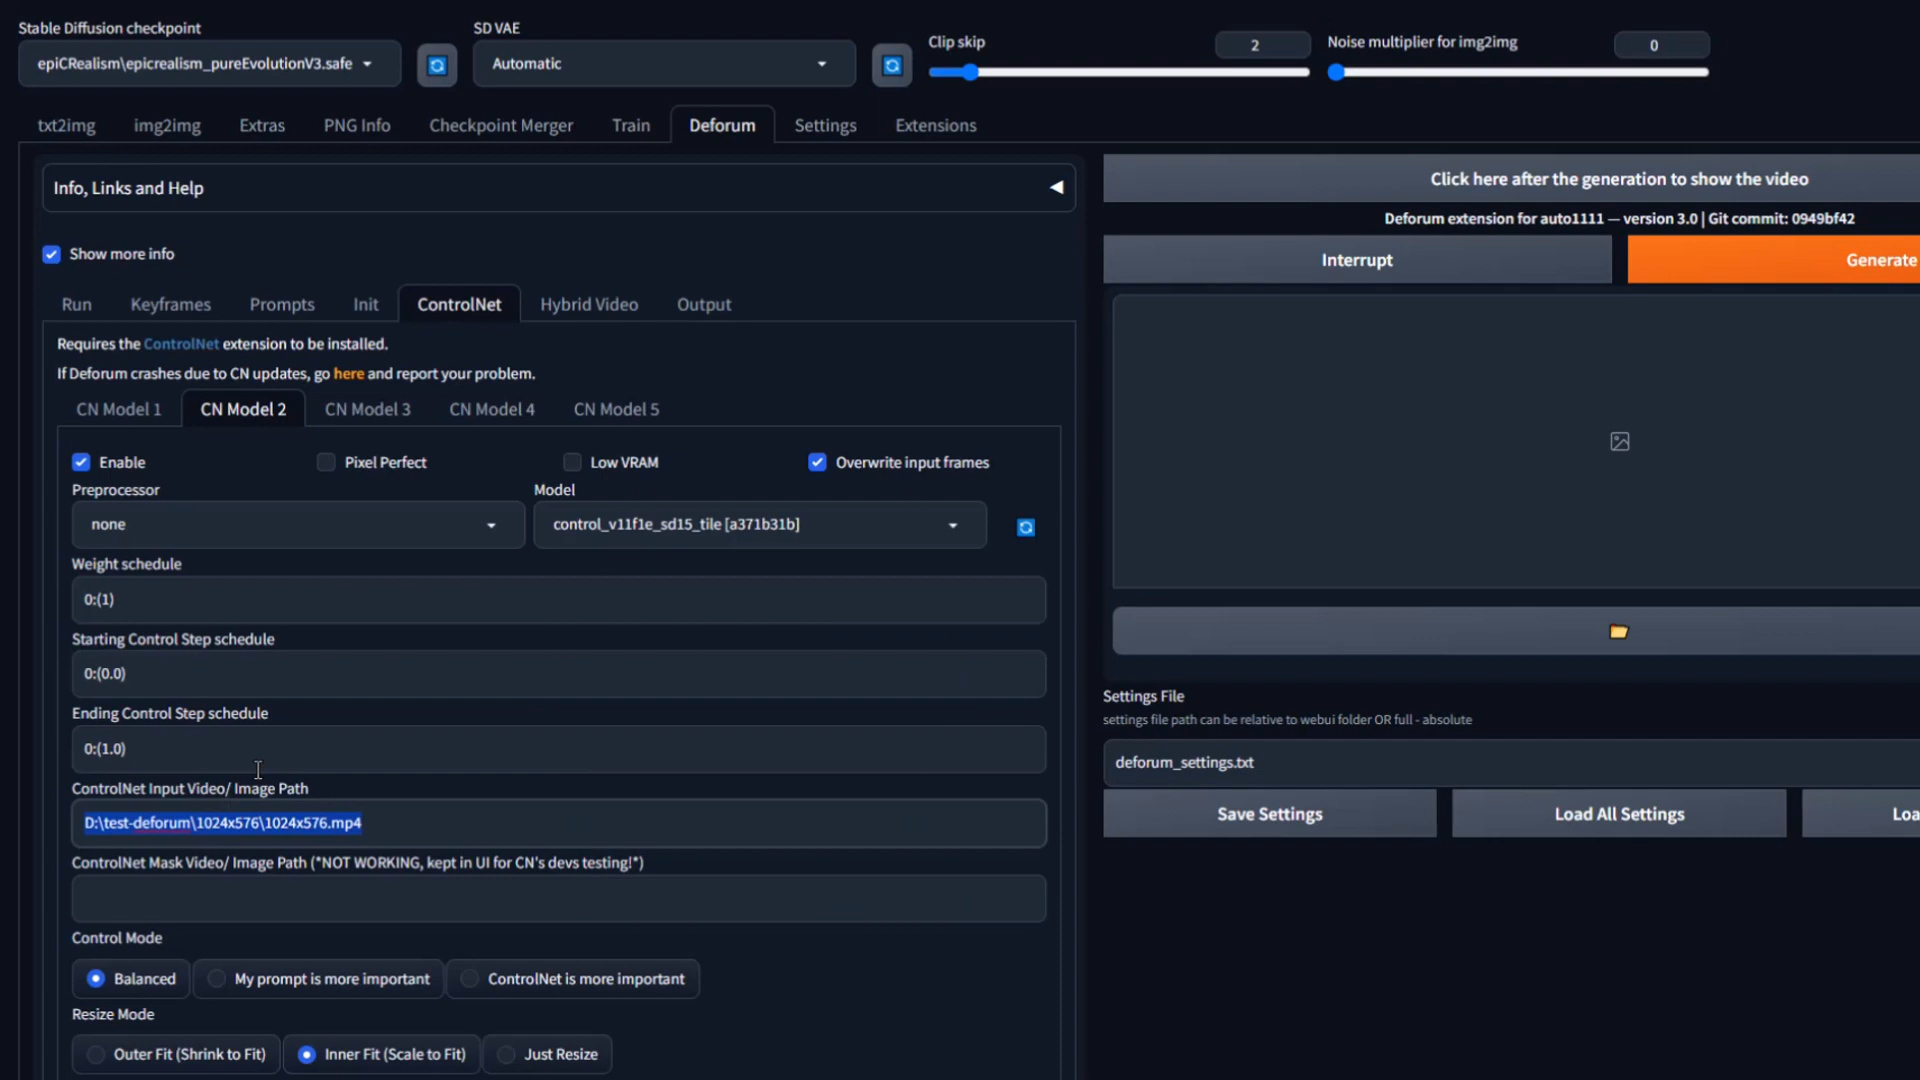 Stable Diffusion checkpoint
SD VAE
Clip skip
2
Noise multiplier for img2img
0
epiCRealism\epicrealism_pureEvolutionV3.safe
Automatic
txt2img
img2img
Extras
PNG Info
Checkpoint Merger
Train
Deforum
Settings
Extensions
Info, Links and Help
Show more info
Run
Keyframes
Prompts
Init
ControlNet
Hybrid Video
Output
Requires the ControlNet extension to be installed.
If Deforum crashes due to CN updates, go here and report your problem.
CN Model 1
CN Model 2
CN Model 3
CN Model 4
CN Model 5
Enable
Pixel Perfect
Low VRAM
Overwrite input frames
Preprocessor
Model
none
control_v11f1e_sd15_tile [a371b31b]
Weight schedule
0:(1)
Starting Control Step schedule
0:(0.0)
Ending Control Step schedule
0:(1.0)
ControlNet Input Video/ Image Path
D:\test-deforum\1024x576\1024x576.mp4
ControlNet Mask Video/ Image Path (*NOT WORKING, kept in UI for CN's devs testing!*)
Control Mode
Balanced
My prompt is more important
ControlNet is more important
Resize Mode
Outer Fit (Shrink to Fit)
Inner Fit (Scale to Fit)
Just Resize
Click here after the generation to show the video
Deforum extension for auto1111 — version 3.0 | Git commit: 0949bf42
Interrupt
Generate
Settings File
settings file path can be relative to webui folder OR full - absolute
deforum_settings.txt
Save Settings
Load All Settings
Loa